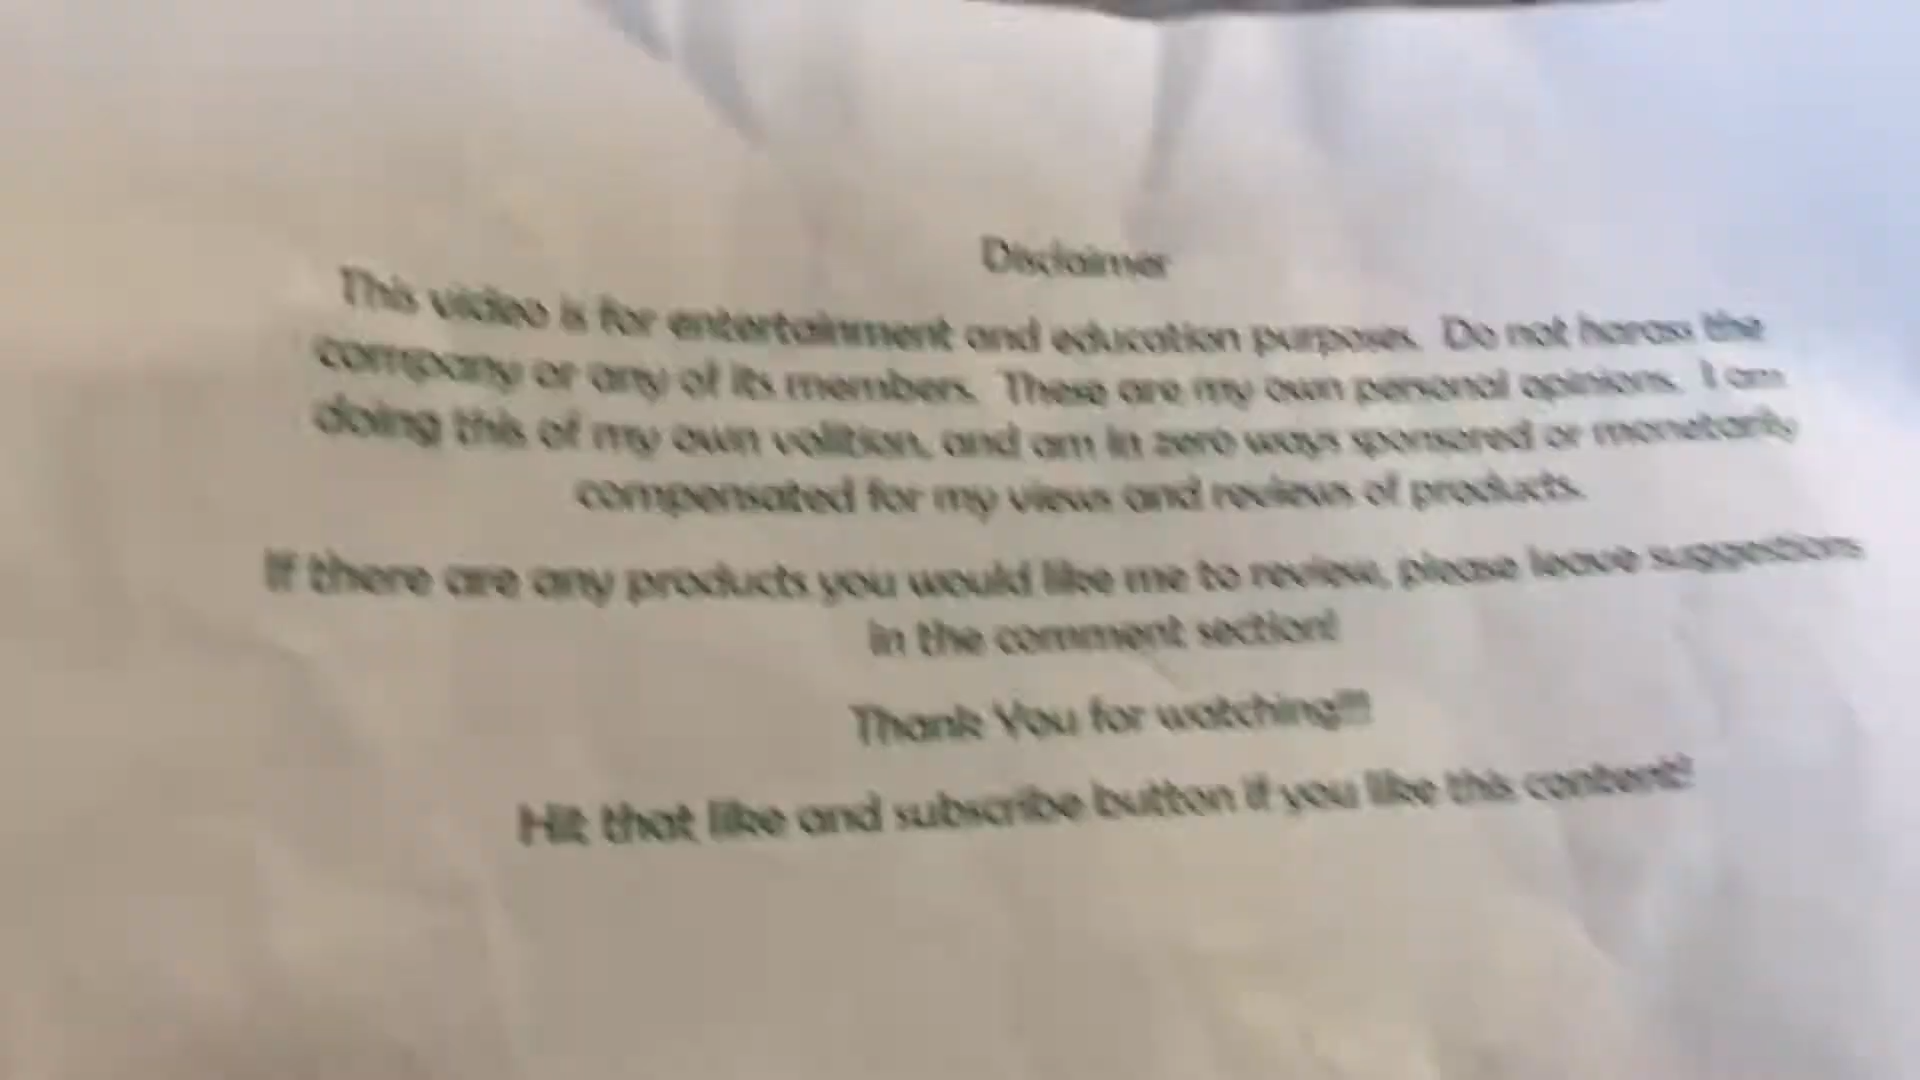 Disclaimer
This video is for entertainment and education purposes. Do not harass the
company or any of its members. These are my own personal opinions. I am
doing this of my own volition, and am in zero ways sponsored or monetarily
compensated for my views and reviews of products.
If there are any products you would like me to review, please leave suggestions
in the comment section!
Thank You for watching!!!
Hit that like and subscribe button if you like this content!